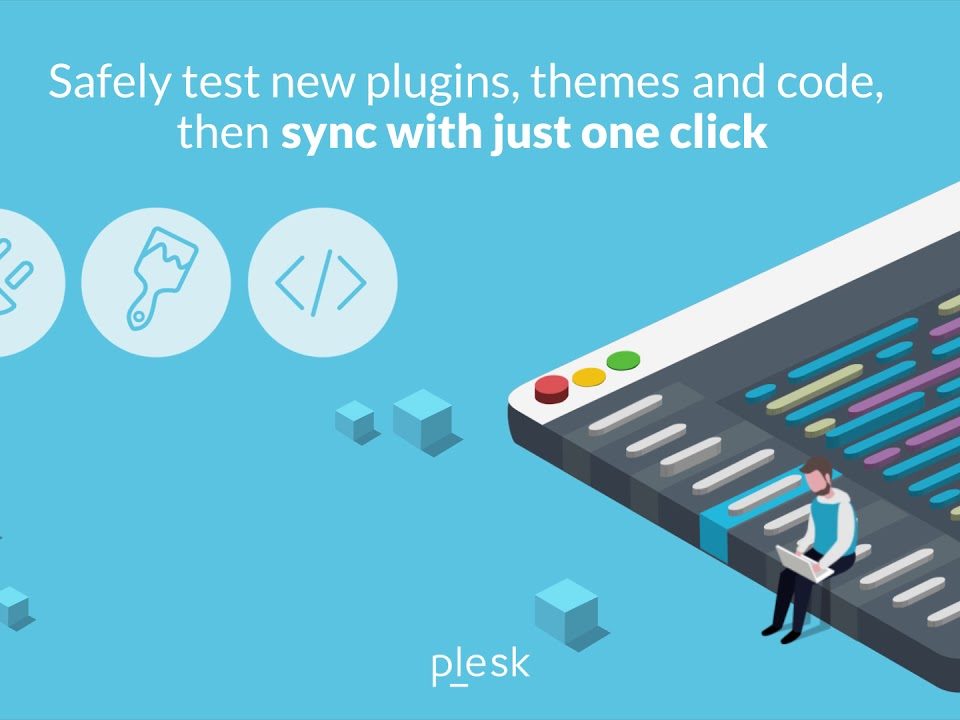 Safely test new plugins, themes and code,
then sync with just one click
</>
plesk